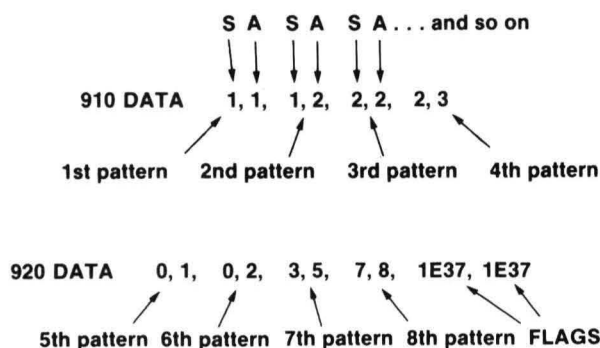 S A S A S A . . . and so on
910 DATA 1, 1, 1, 2, 2, 2, 2, 3
1st pattern 2nd pattern 3rd pattern 4th pattern
920 DATA 0, 1, 0, 2, 3, 5, 7, 8, 1E37, 1E37
5th pattern 6th pattern 7th pattern 8th pattern FLAGS